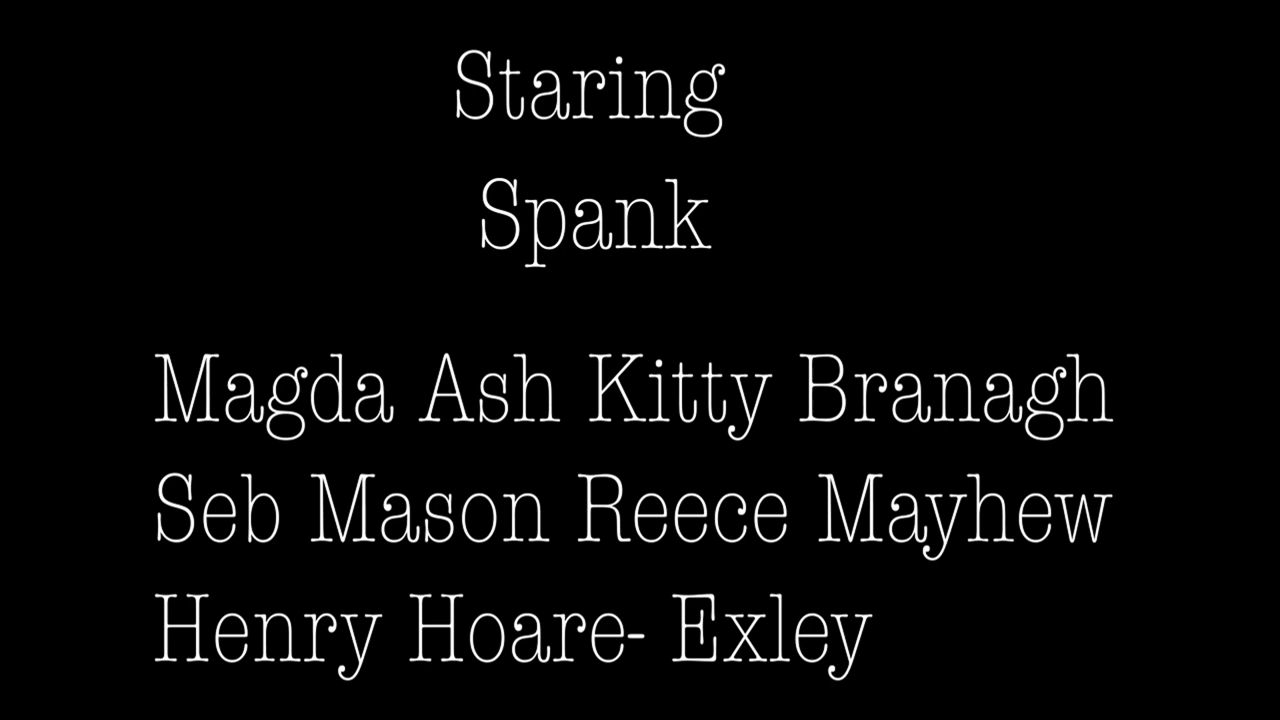 Staring
Spank
Magda Ash Kitty Branagh
Seb Mason Reece Mayhew
Henry Hoare- Exley